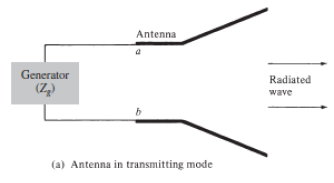 Antenna
a
Generator
(Zg)
Radiated
wave
b
(a) Antenna in transmitting mode